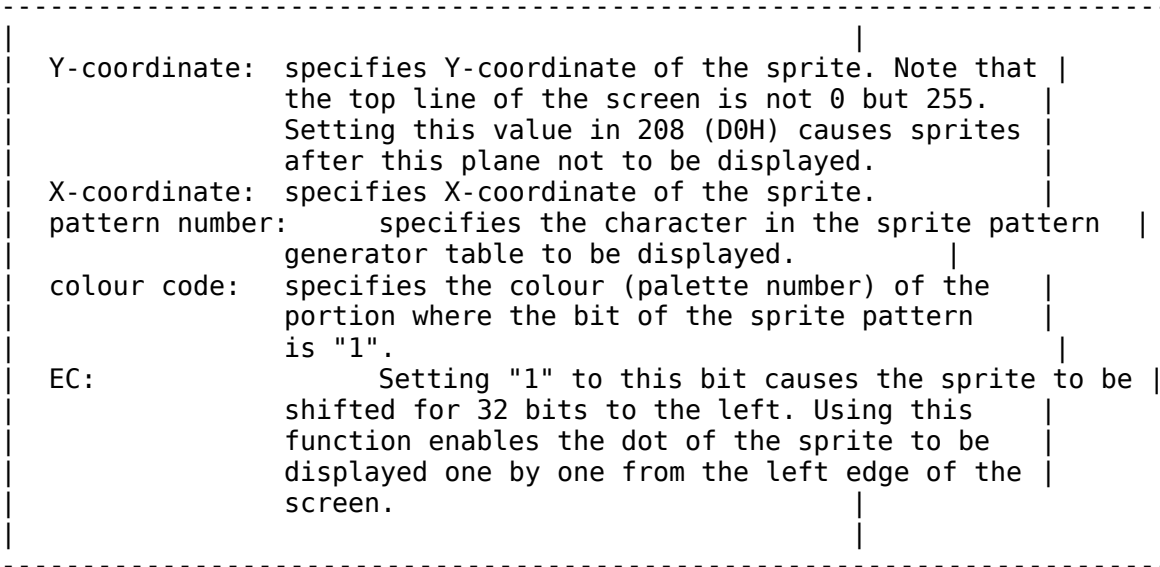 -----------------------------------------------------------------------
| |
| Y-coordinate: specifies Y-coordinate of the sprite. Note that |
| the top line of the screen is not 0 but 255. |
| Setting this value in 208 (D0H) causes sprites |
| after this plane not to be displayed. |
| X-coordinate: specifies X-coordinate of the sprite. |
| pattern number: specifies the character in the sprite pattern |
| generator table to be displayed. |
| colour code: specifies the colour (palette number) of the |
| portion where the bit of the sprite pattern |
| is "1". |
| EC: Setting "1" to this bit causes the sprite to be |
| shifted for 32 bits to the left. Using this |
| function enables the dot of the sprite to be |
| displayed one by one from the left edge of the |
| screen. |
| |
-----------------------------------------------------------------------